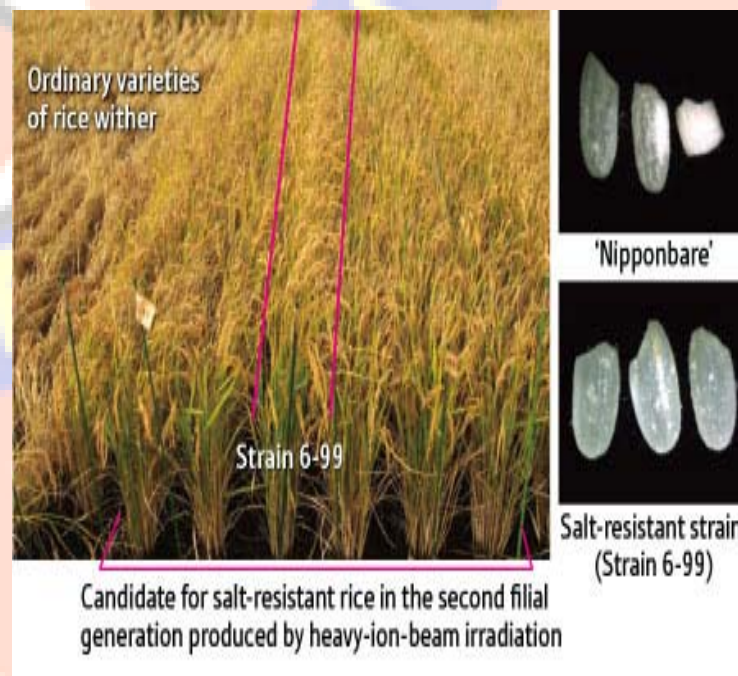 Ordinary varieties
of rice wither
Strain 6-99
Candidate for salt-resistant rice in the second filial
generation produced by heavy-ion-beam irradiation
'Nipponbare'
Salt-resistant strain
(Strain 6-99)